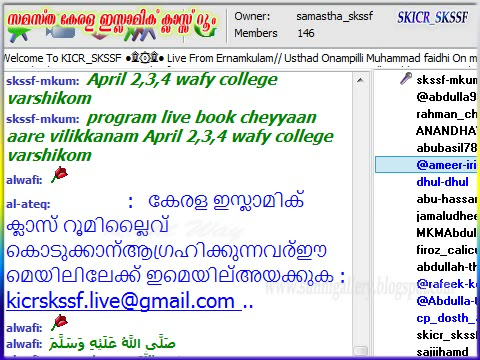 സമസ്ത കേരള ഇസ്ലാമിക് ക്ലാസ് റൂം
Owner: samastha_skssf
Members 146
SKICR_SKSSF
Welcome To KICR_SKSSF ●۩۞۩● Live From Ernamkulam// Usthad Onampilli Muhammad faidhi On m
skssf-mkum: April 2,3,4 wafy college
varshikom
skssf-mkum: program live book cheyyaan
aare vilikkanam April 2,3,4 wafy college
varshikom
alwafi:
al-ateq: : കേരള ഇസ്ലാമിക്
ക്ലാസ് റൂമിലൈവ്
കൊടുക്കാന്ആഗ്രഹിക്കുന്നവര്ഈ
മെയിലിലേക്ക് ഇമെയില്അയക്കുക :
kicrskssf.live@gmail.com ..
alwafi:
alwafi: صَلَّى اللَّهُ عَلَيْهِ وَسَلَّمَ
skssf-mkum
@abdulla9
rahman_ch
ANANDHAY
abubasil78
@ameer-iri
dhul-dhul
abu-hassa
jamaludhee
MKMAbdul
firoz_calicu
abdullah-th
@rafeek-k
@Abdulla-t
cp_dosth_a
skicr_skssf
sajjihamd